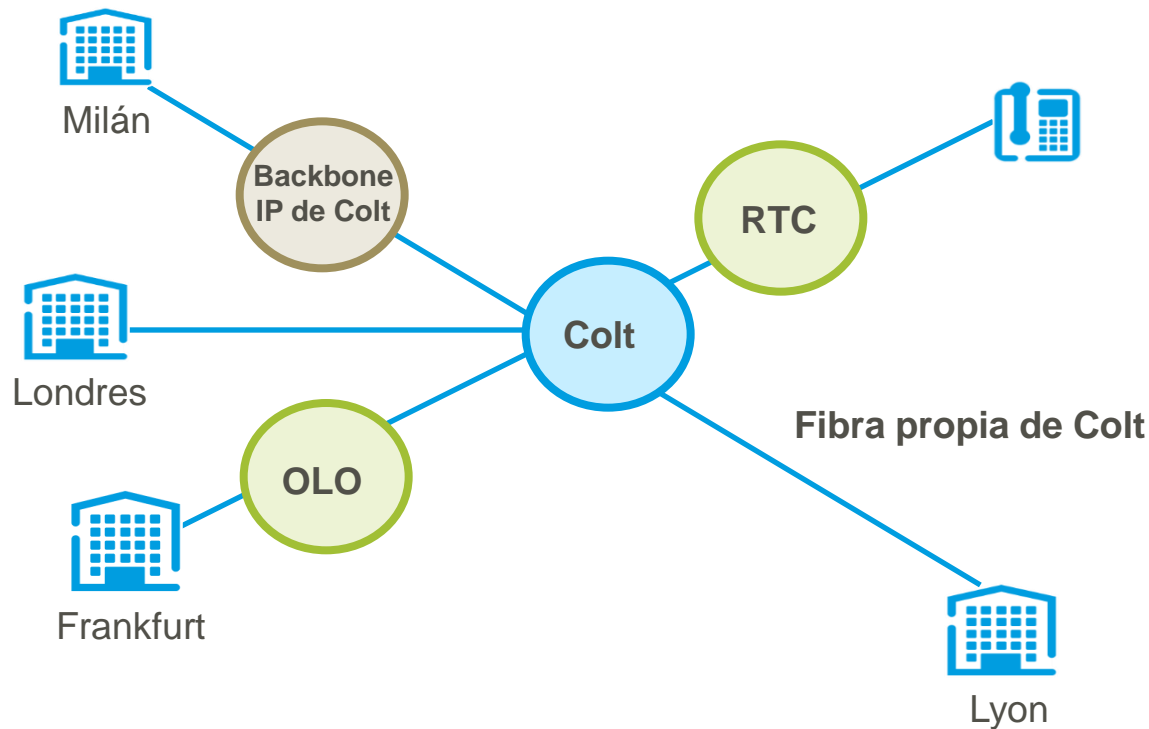 Milán
Backbone
IP de Colt
RTC
Londres
Colt
Fibra propia de Colt
OLO
Frankfurt
Lyon